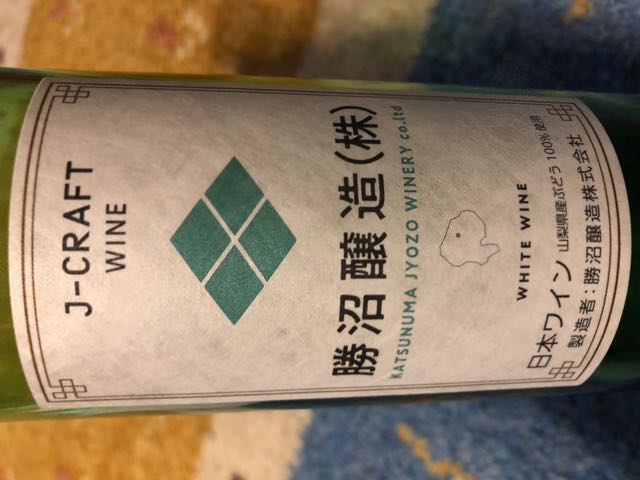 J-CRAFT
WINE
勝沼醸造(株)
KATSUNUMA JYOZO WINERY co.ltd
WHITE WINE
日本ワイン 山梨県産ぶどう100%使用
製造者：勝沼醸造株式会社